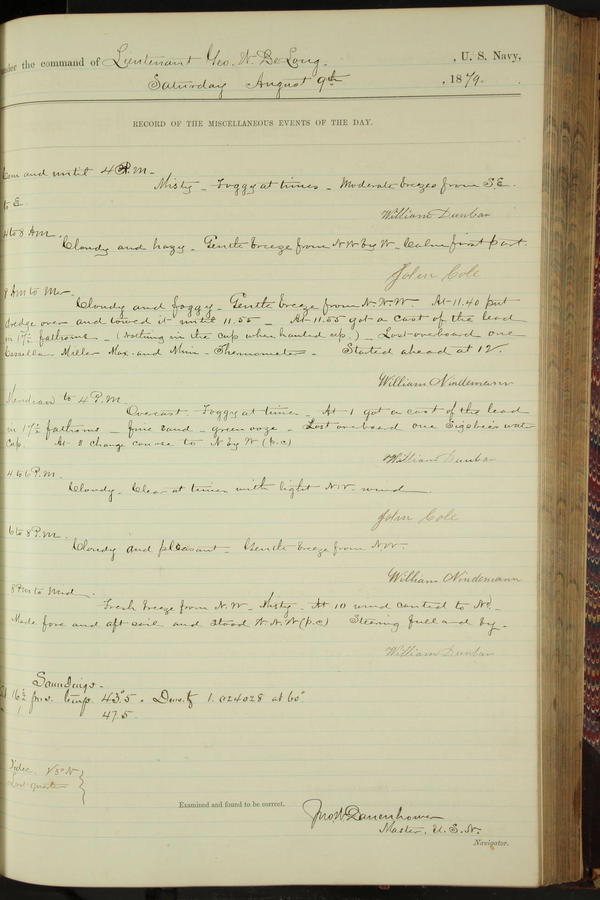 under the command of Lieutenant Geo. W. De Long. , U. S. Navy,
Saturday August 9th , 1879.
RECORD OF THE MISCELLANEOUS EVENTS OF THE DAY.
Com and until 4 A.M.
Misty - Foggy at times - Moderate breezes from S.E.
to E
William Dunbar
4 to 8 A.M.
Cloudy and hazy - Gentle breeze from N.W. by W - Calm first part.
John Cole
8 A.M. to Mer -
Cloudy and foggy - Gentle breeze from N.N.W. At 11.40 put
dredge over and towed it until 11.55 - At 11.55 got a cast of the lead
in 17½ fathoms - (Nothing in the cup when hauled up.) - Lost overboard one
Casella Miller Max. and Min. Thermometer - Started ahead at 12.
William Nindemann
Meridian to 4 P.M.
Overcast - Foggy at times - At 1 got a cast of the lead
in 17½ fathoms - fine sand - green ooze - Lost overboard one Sigsbee's water
cup. At change course to N by W (p.c)
William Dunbar
4 to 6 P.M.
Cloudy. Clear at times with light N.W. wind
John Cole
6 to 8 P.M.
Cloudy and pleasant - Gentle breeze from N.W.
William Nindemann
8 P.M. to Mid -
Fresh breeze from N.W - Misty - At 10 wind canted to Nd -
Made fore and aft sail and stood W.N.W (p.c) Steering full and by -
William Dunbar
Soundings -
16½ fms. temp. 43°.5 . Density 1.024028 at 60°
1 47.5
quarter
Examined and found to be correct.
Jno W Danenhower
Master, U.S.N.
Navigator.